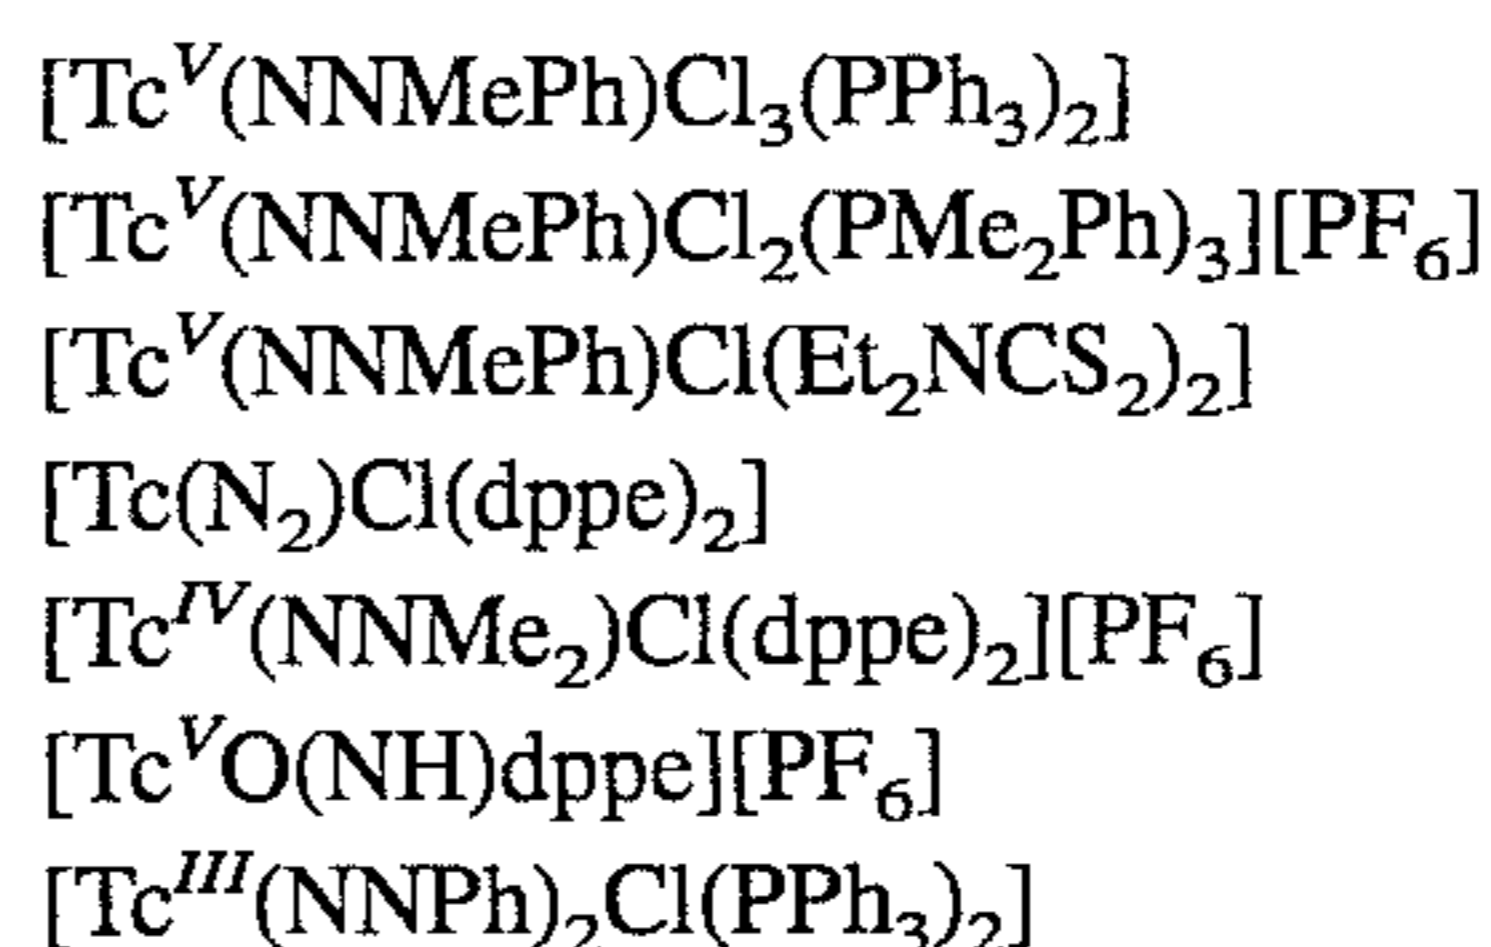 [Tc^V(NNMePh)Cl₃(PPh₃)₂]
[Tc^V(NNMePh)Cl₂(PMe₂Ph)₃][PF₆]
[Tc^V(NNMePh)Cl(Et₂NCS₂)₂]
[Tc(N₂)Cl(dppe)₂]
[Tc^IV(NNMe₂)Cl(dppe)₂][PF₆]
[Tc^VO(NH)dppe][PF₆]
[Tc^III(NNPh)₂Cl(PPh₃)₂]